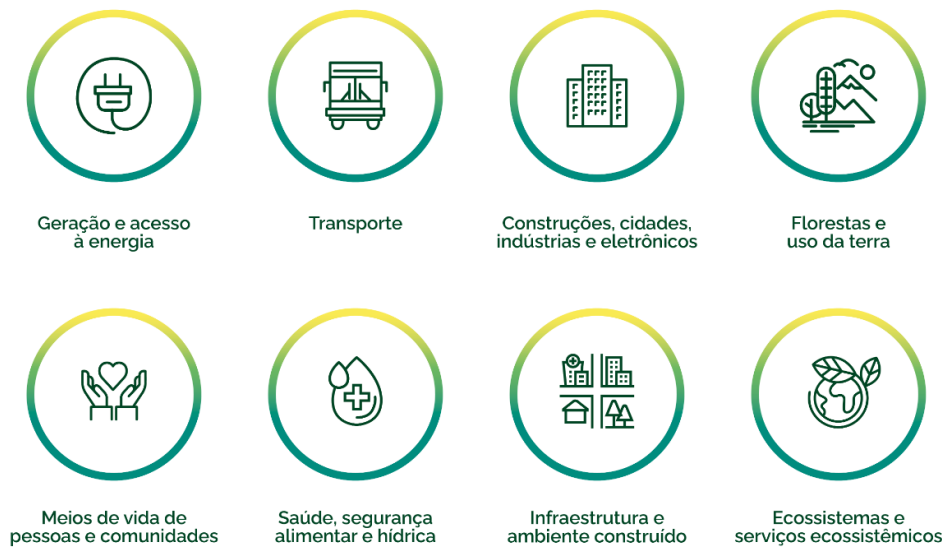 Geração e acesso
à energia
Transporte
Construções, cidades,
indústrias e eletrônicos
Florestas e
uso da terra
Meios de vida de
pessoas e comunidades
Saúde, segurança
alimentar e hídrica
Infraestrutura e
ambiente construído
Ecossistemas e
serviços ecossistêmicos